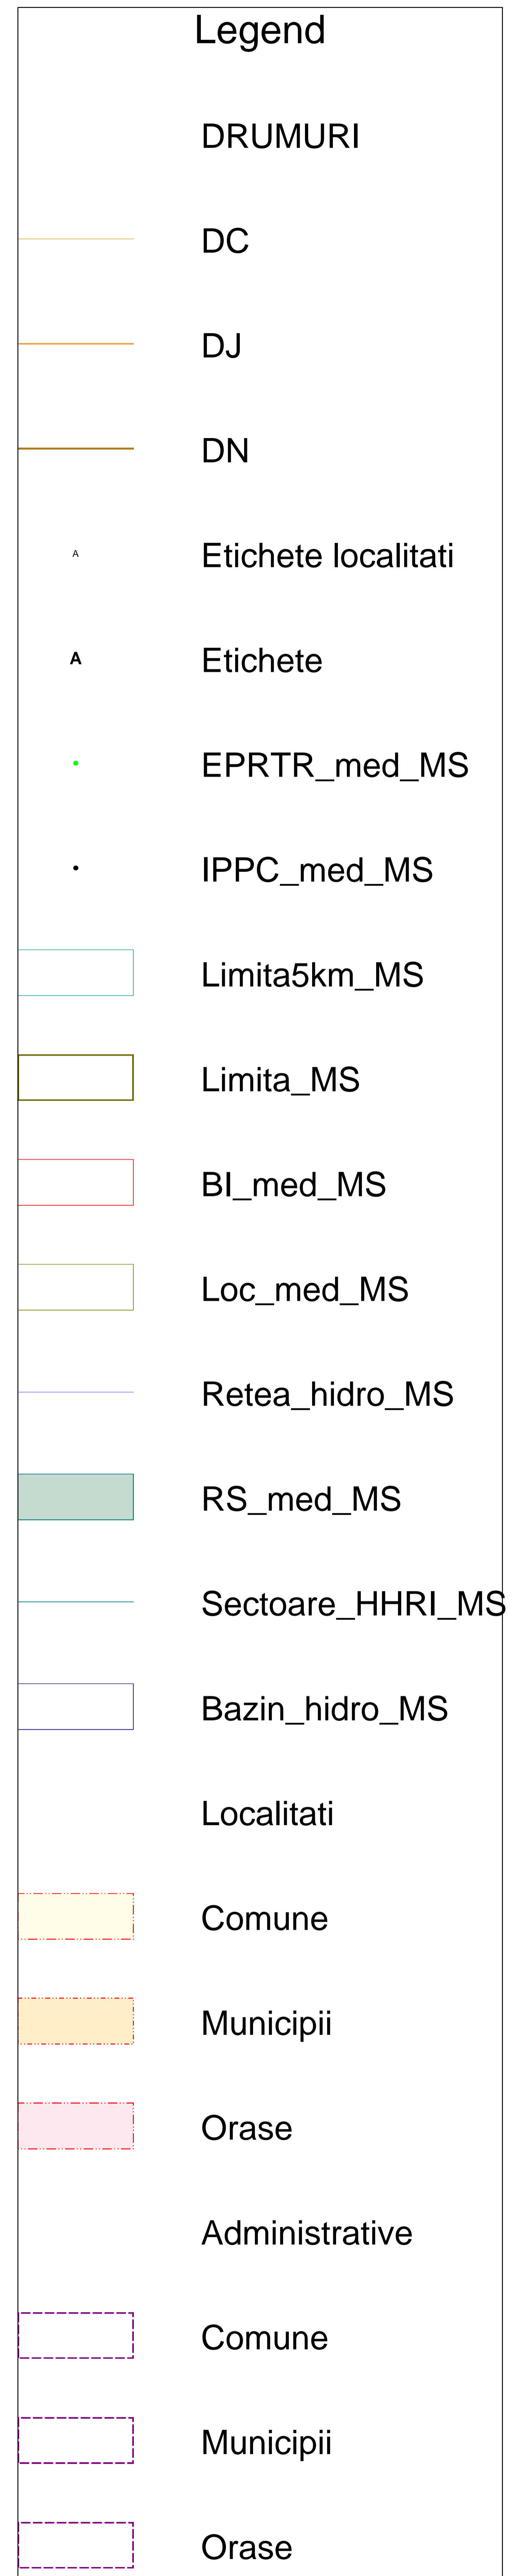 Legend
DRUMURI
DC
DJ
DN
A Etichete localitati
A Etichete
EPRTR_med_MS
IPPC_med_MS
Limita5km_MS
Limita_MS
BI_med_MS
Loc_med_MS
Retea_hidro_MS
RS_med_MS
Sectoare_HHRI_MS
Bazin_hidro_MS
Localitati
Comune
Municipii
Orase
Administrative
Comune
Municipii
Orase